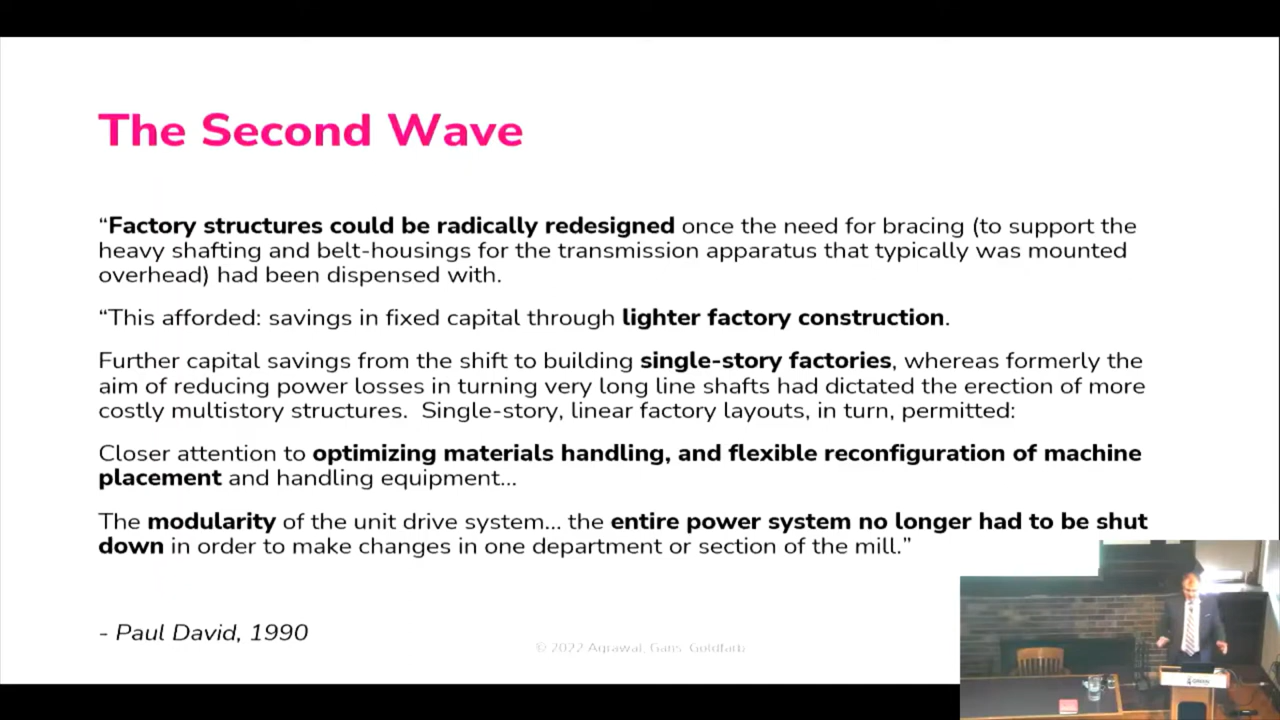 The Second Wave
“Factory structures could be radically redesigned once the need for bracing (to support the
heavy shafting and belt-housings for the transmission apparatus that typically was mounted
overhead) had been dispensed with.
“This afforded: savings in fixed capital through lighter factory construction.
Further capital savings from the shift to building single-story factories, whereas formerly the
aim of reducing power losses in turning very long line shafts had dictated the erection of more
costly multistory structures.  Single-story, linear factory layouts, in turn, permitted:
Closer attention to optimizing materials handling, and flexible reconfiguration of machine
placement and handling equipment...
The modularity of the unit drive system... the entire power system no longer had to be shut
down in order to make changes in one department or section of the mill.”
- Paul David, 1990
© 2022 Agrawal, Gans, Goldfarb